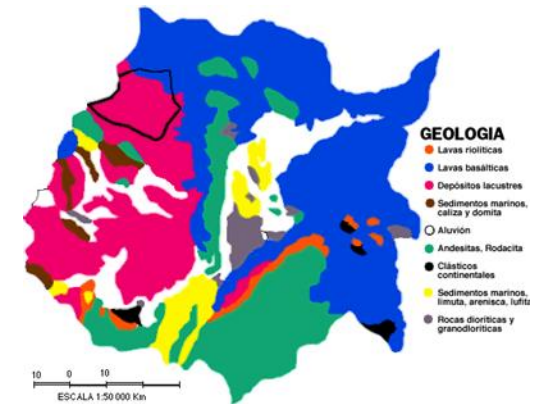 GEOLOGIA
Lavas riolíticas
Lavas basálticas
Depósitos lacustres
Sedimentos marinos,
caliza y domita
Aluvión
Andesitas, Rodacita
Clásticos
continentales
Sedimentos marinos,
limuta, arenisca, lufita
Rocas dioríticas y
granodloríticas
10 0 10
ESCALA 1:50 000 Km